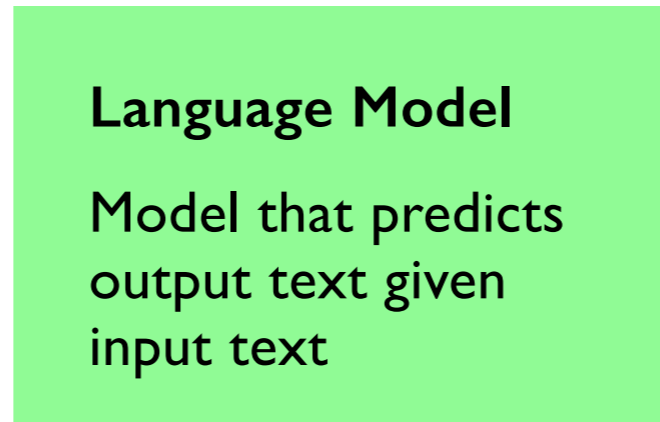 Language Model
Model that predicts
output text given
input text